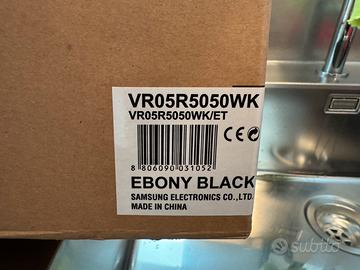 VR05R5050WK
VR05R5050WK/ET
CE
8 806090 031052
EBONY BLACK
SAMSUNG ELECTRONICS CO.,LTD
MADE IN CHINA
subito